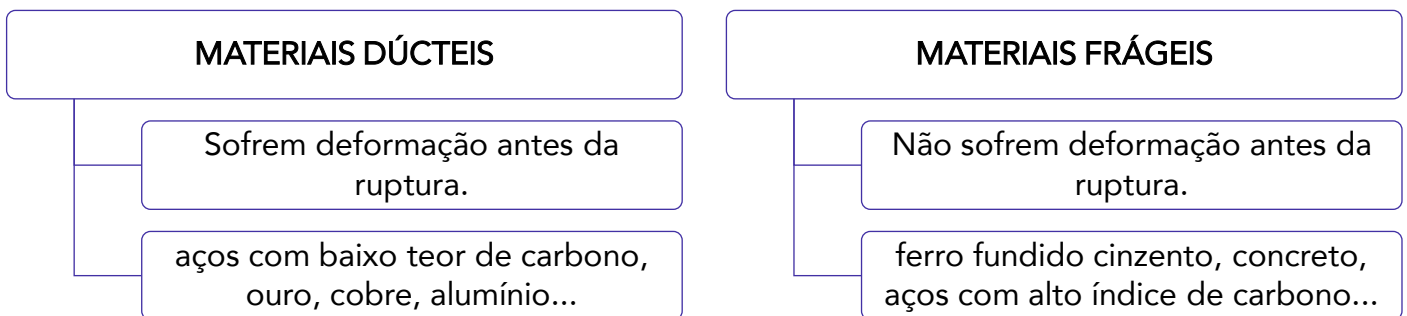 MATERIAIS DÚCTEIS
Sofrem deformação antes da
ruptura.
aços com baixo teor de carbono,
ouro, cobre, alumínio...
MATERIAIS FRÁGEIS
Não sofrem deformação antes da
ruptura.
ferro fundido cinzento, concreto,
aços com alto índice de carbono...